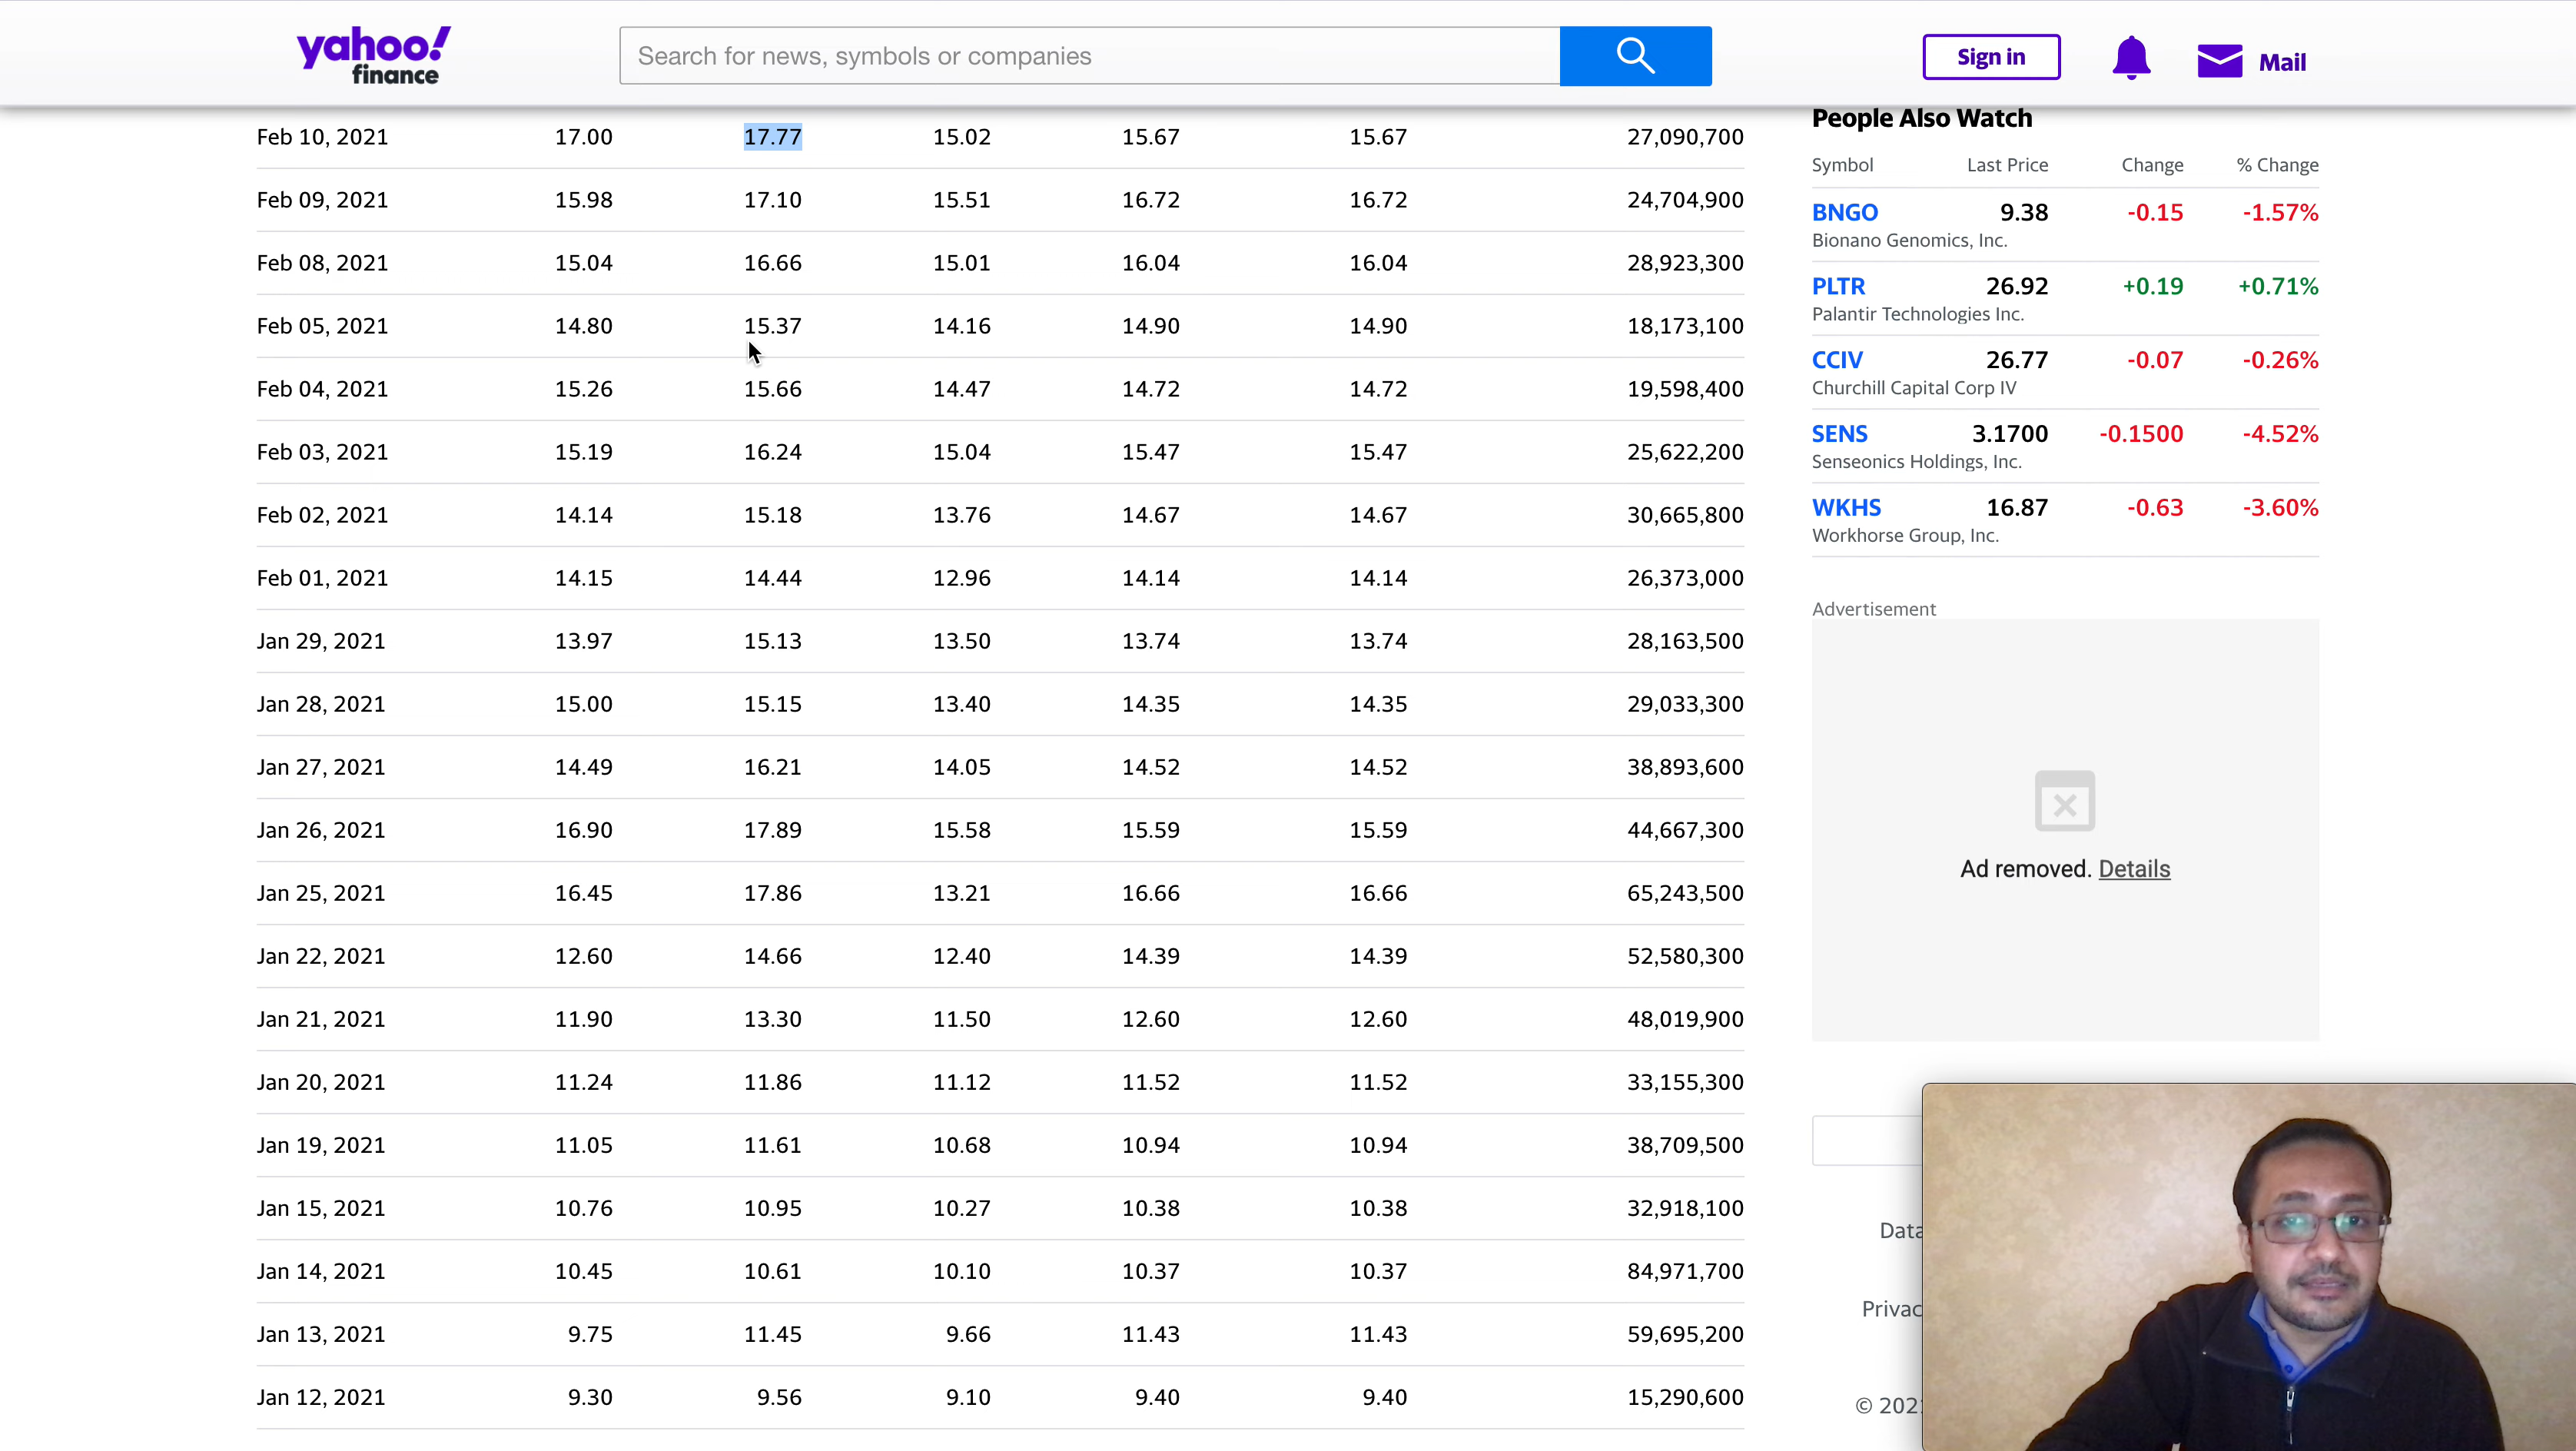 yahoo!
finance
Search for news, symbols or companies
Sign in
Mail
Feb 10, 2021 17.00 17.77 15.02 15.67 15.67 27,090,700
Feb 09, 2021 15.98 17.10 15.51 16.72 16.72 24,704,900
Feb 08, 2021 15.04 16.66 15.01 16.04 16.04 28,923,300
Feb 05, 2021 14.80 15.37 14.16 14.90 14.90 18,173,100
Feb 04, 2021 15.26 15.66 14.47 14.72 14.72 19,598,400
Feb 03, 2021 15.19 16.24 15.04 15.47 15.47 25,622,200
Feb 02, 2021 14.14 15.18 13.76 14.67 14.67 30,665,800
Feb 01, 2021 14.15 14.44 12.96 14.14 14.14 26,373,000
Jan 29, 2021 13.97 15.13 13.50 13.74 13.74 28,163,500
Jan 28, 2021 15.00 15.15 13.40 14.35 14.35 29,033,300
Jan 27, 2021 14.49 16.21 14.05 14.52 14.52 38,893,600
Jan 26, 2021 16.90 17.89 15.58 15.59 15.59 44,667,300
Jan 25, 2021 16.45 17.86 13.21 16.66 16.66 65,243,500
Jan 22, 2021 12.60 14.66 12.40 14.39 14.39 52,580,300
Jan 21, 2021 11.90 13.30 11.50 12.60 12.60 48,019,900
Jan 20, 2021 11.24 11.86 11.12 11.52 11.52 33,155,300
Jan 19, 2021 11.05 11.61 10.68 10.94 10.94 38,709,500
Jan 15, 2021 10.76 10.95 10.27 10.38 10.38 32,918,100
Jan 14, 2021 10.45 10.61 10.10 10.37 10.37 84,971,700
Jan 13, 2021 9.75 11.45 9.66 11.43 11.43 59,695,200
Jan 12, 2021 9.30 9.56 9.10 9.40 9.40 15,290,600
People Also Watch
Symbol Last Price Change % Change
BNGO 9.38 -0.15 -1.57%
Bionano Genomics, Inc.
PLTR 26.92 +0.19 +0.71%
Palantir Technologies Inc.
CCIV 26.77 -0.07 -0.26%
Churchill Capital Corp IV
SENS 3.1700 -0.1500 -4.52%
Senseonics Holdings, Inc.
WKHS 16.87 -0.63 -3.60%
Workhorse Group, Inc.
Advertisement
Ad removed. Details
Data
Privac
© 202